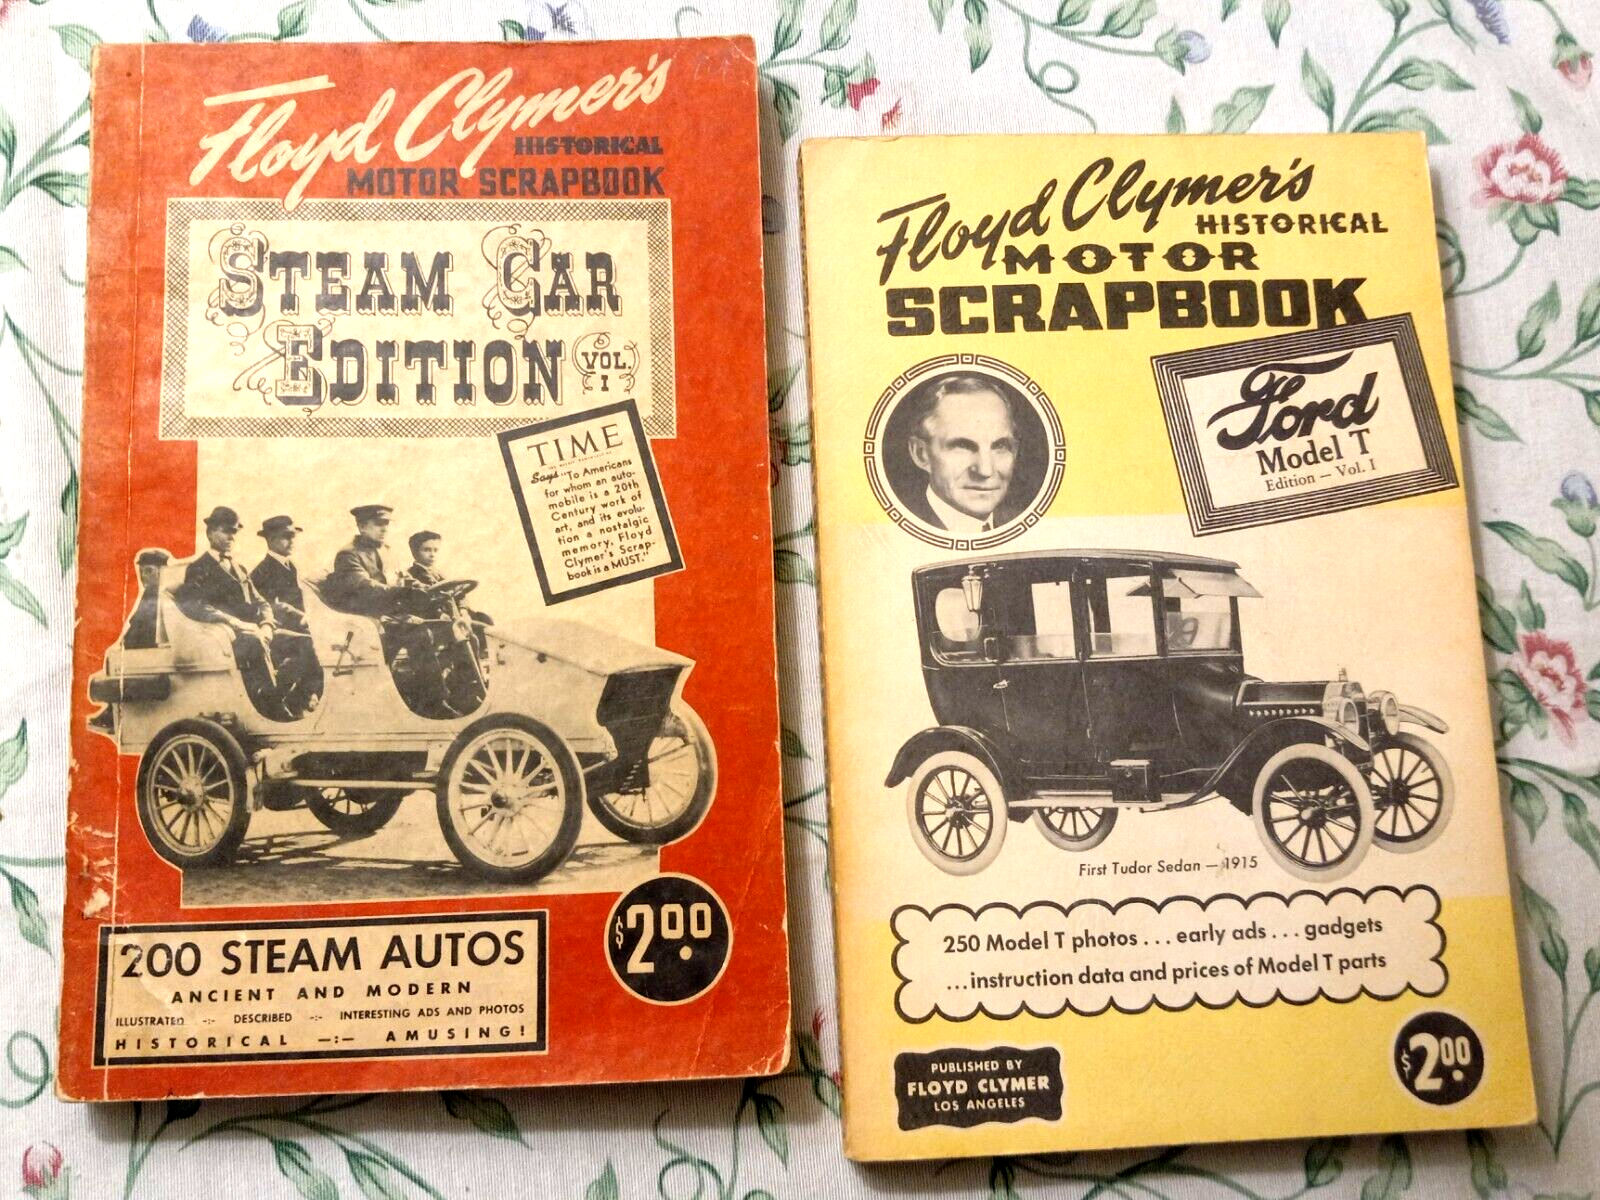 Floyd Clymer's
HISTORICAL
MOTOR SCRAPBOOK
STEAM CAR
EDITION VOL. I
TIME
Says "To Americans
for whom an auto-
mobile is a 20th
Century work of
art, and its evolu-
tion a nostalgic
memory, Floyd
Clymer's Scrap-
book is a MUST."
200 STEAM AUTOS
ANCIENT AND MODERN
ILLUSTRATED -:- DESCRIBED -:- INTERESTING ADS AND PHOTOS
HISTORICAL -:- AMUSING!
$2.00
Floyd Clymer's
HISTORICAL
MOTOR
SCRAPBOOK
Ford
Model T
Edition — Vol. I
First Tudor Sedan — 1915
250 Model T photos . . . early ads . . . gadgets
. . . instruction data and prices of Model T parts
PUBLISHED BY
FLOYD CLYMER
LOS ANGELES
$2.00